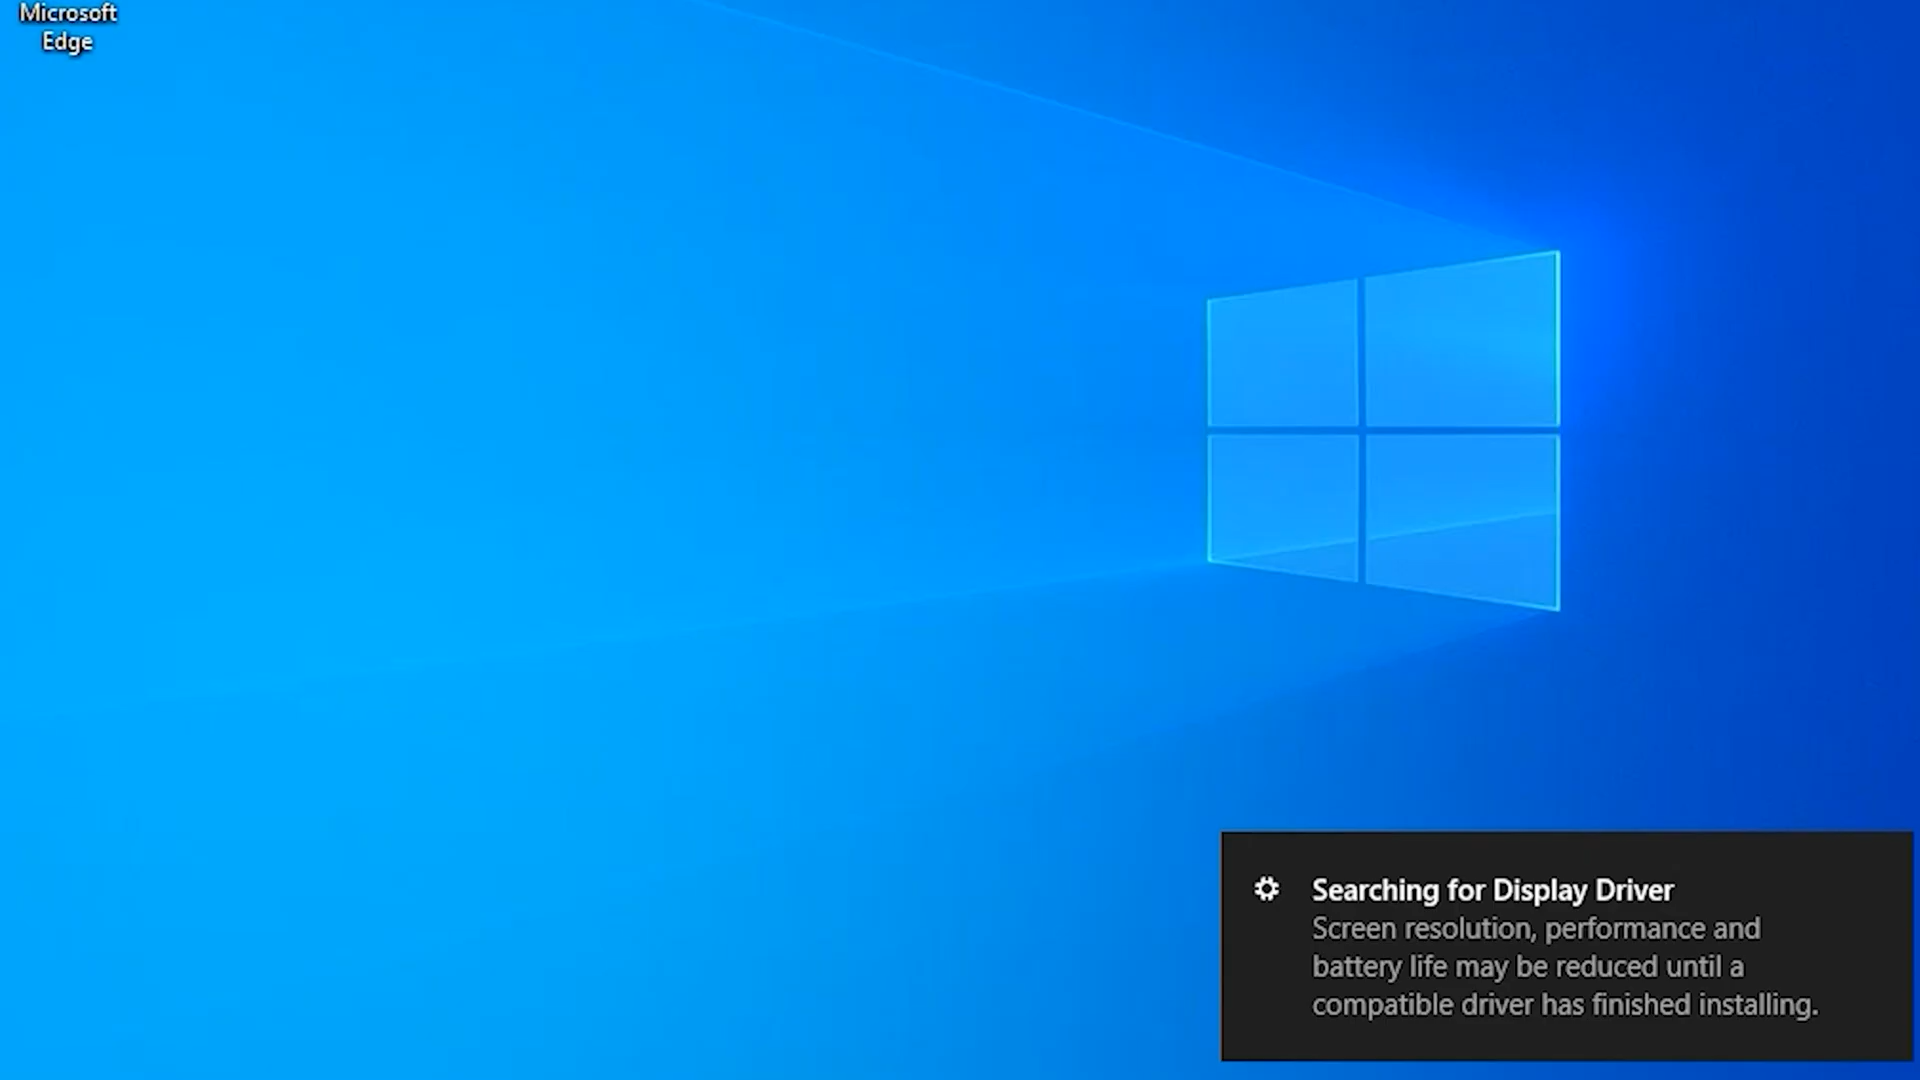 Microsoft
Edge
Searching for Display Driver
Screen resolution, performance and
battery life may be reduced until a
compatible driver has finished installing.